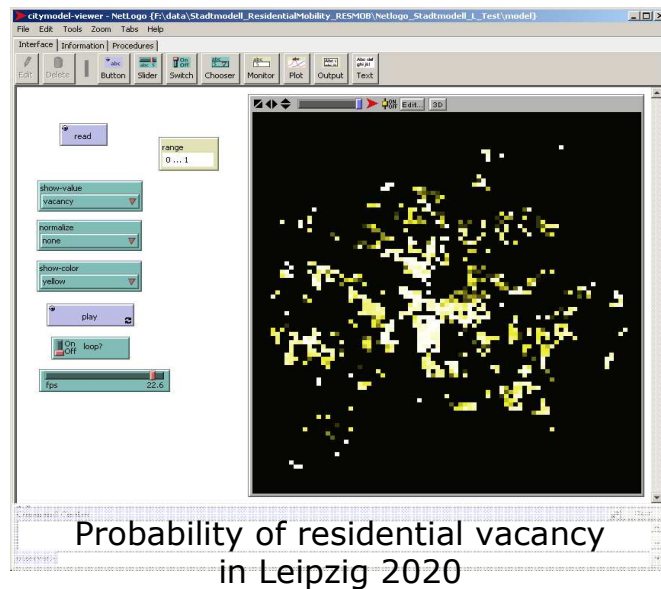 citymodel-viewer - NetLogo {F:\data\Stadtmodell_ResidentialMobility_RESMOB\Netlogo_Stadtmodell_L_Test\model}
File Edit Tools Zoom Tabs Help
Interface Information Procedures
Edit Delete Button Slider Switch Chooser Monitor Plot Output Text
Edit... 3D
read
range
0 ... 1
show-value
vacancy
normalize
none
show-color
yellow
play
On
Off loop?
fps 22.6
Probability of residential vacancy
in Leipzig 2020